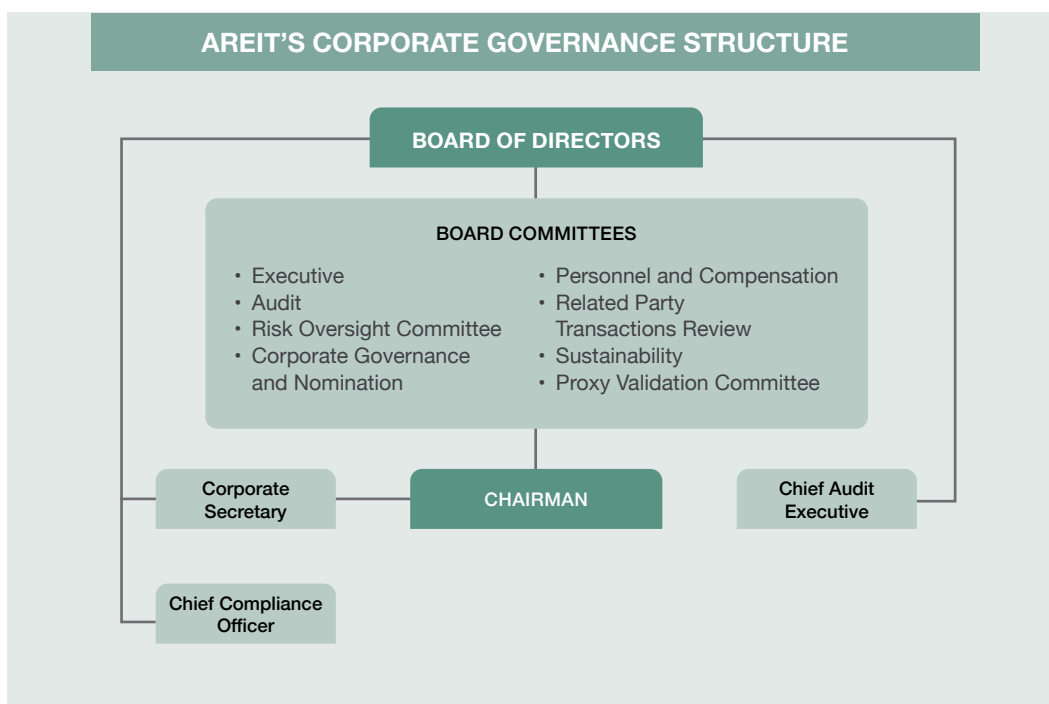 AREIT'S CORPORATE GOVERNANCE STRUCTURE
BOARD OF DIRECTORS
BOARD COMMITTEES
• Executive
• Audit
• Risk Oversight Committee
• Corporate Governance
and Nomination
• Personnel and Compensation
• Related Party
Transactions Review
• Sustainability
• Proxy Validation Committee
Corporate
Secretary
CHAIRMAN
Chief Audit
Executive
Chief Compliance
Officer